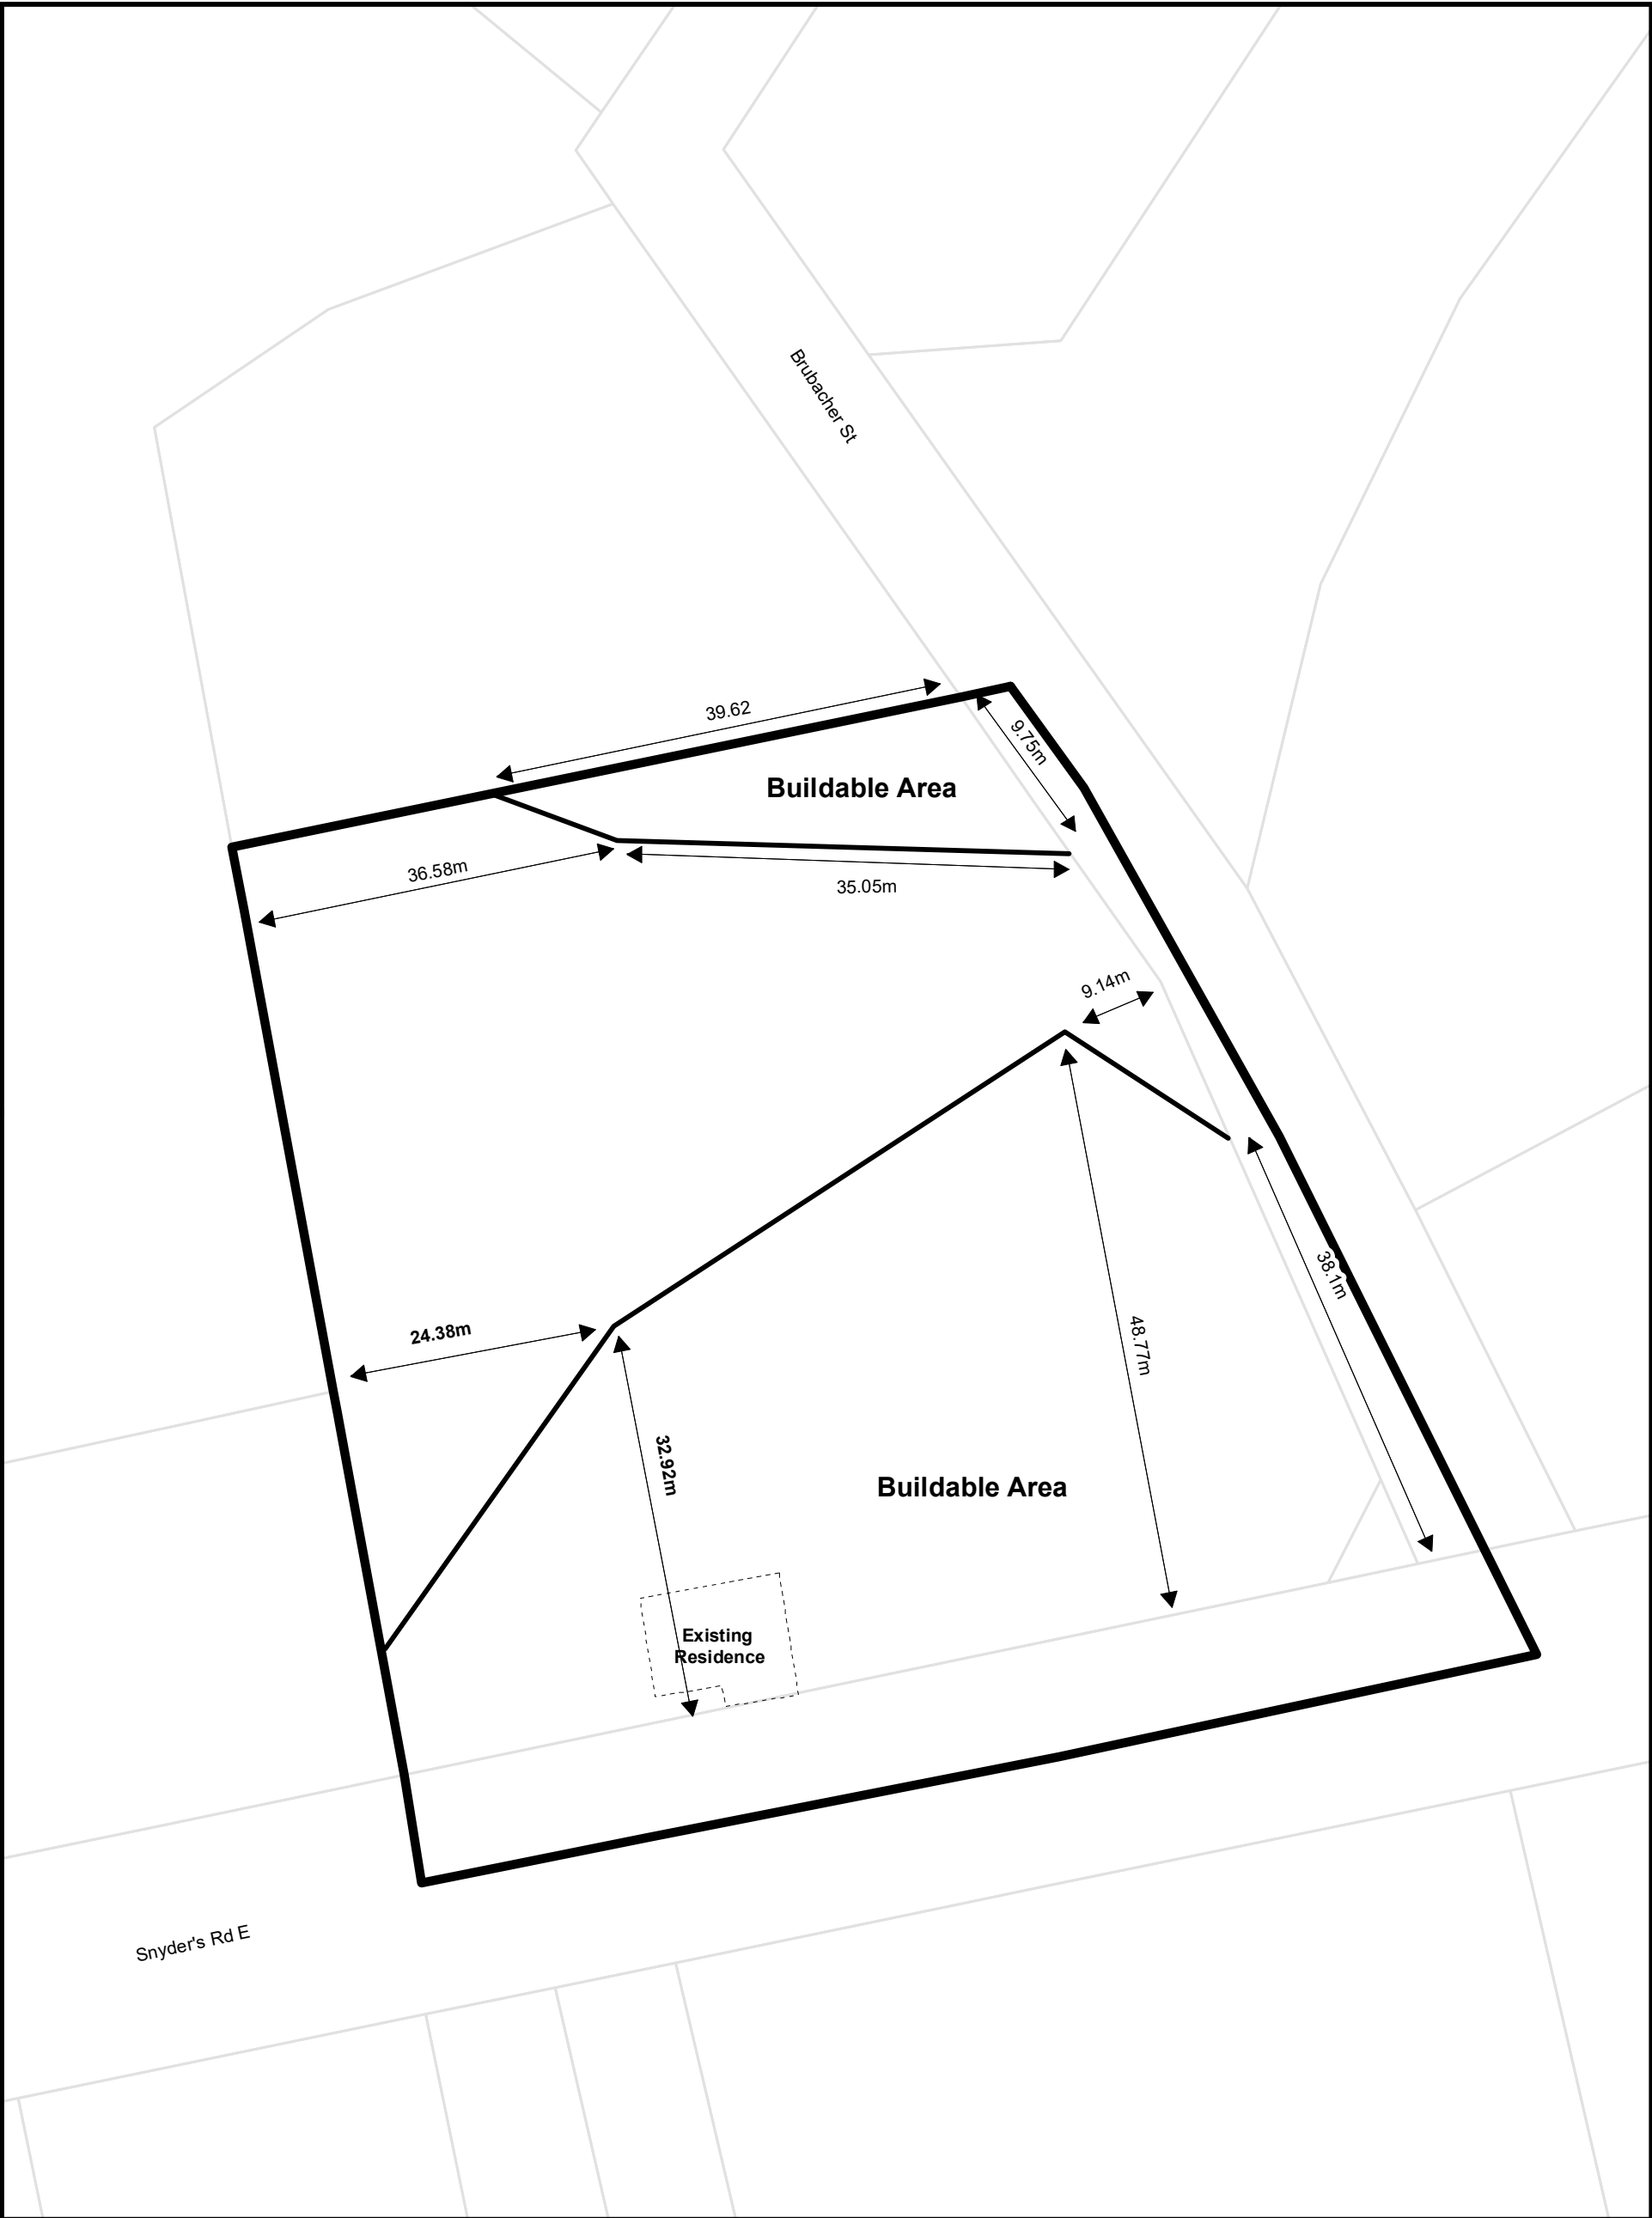 Brubacher St
39.62
9.75m
Buildable Area
36.58m
35.05m
9.14m
38.1m
24.38m
48.77m
32.92m
Buildable Area
Existing
Residence
Snyder's Rd E